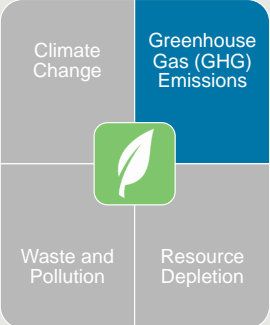 Climate
Change
Greenhouse
Gas (GHG)
Emissions
Waste and
Pollution
Resource
Depletion